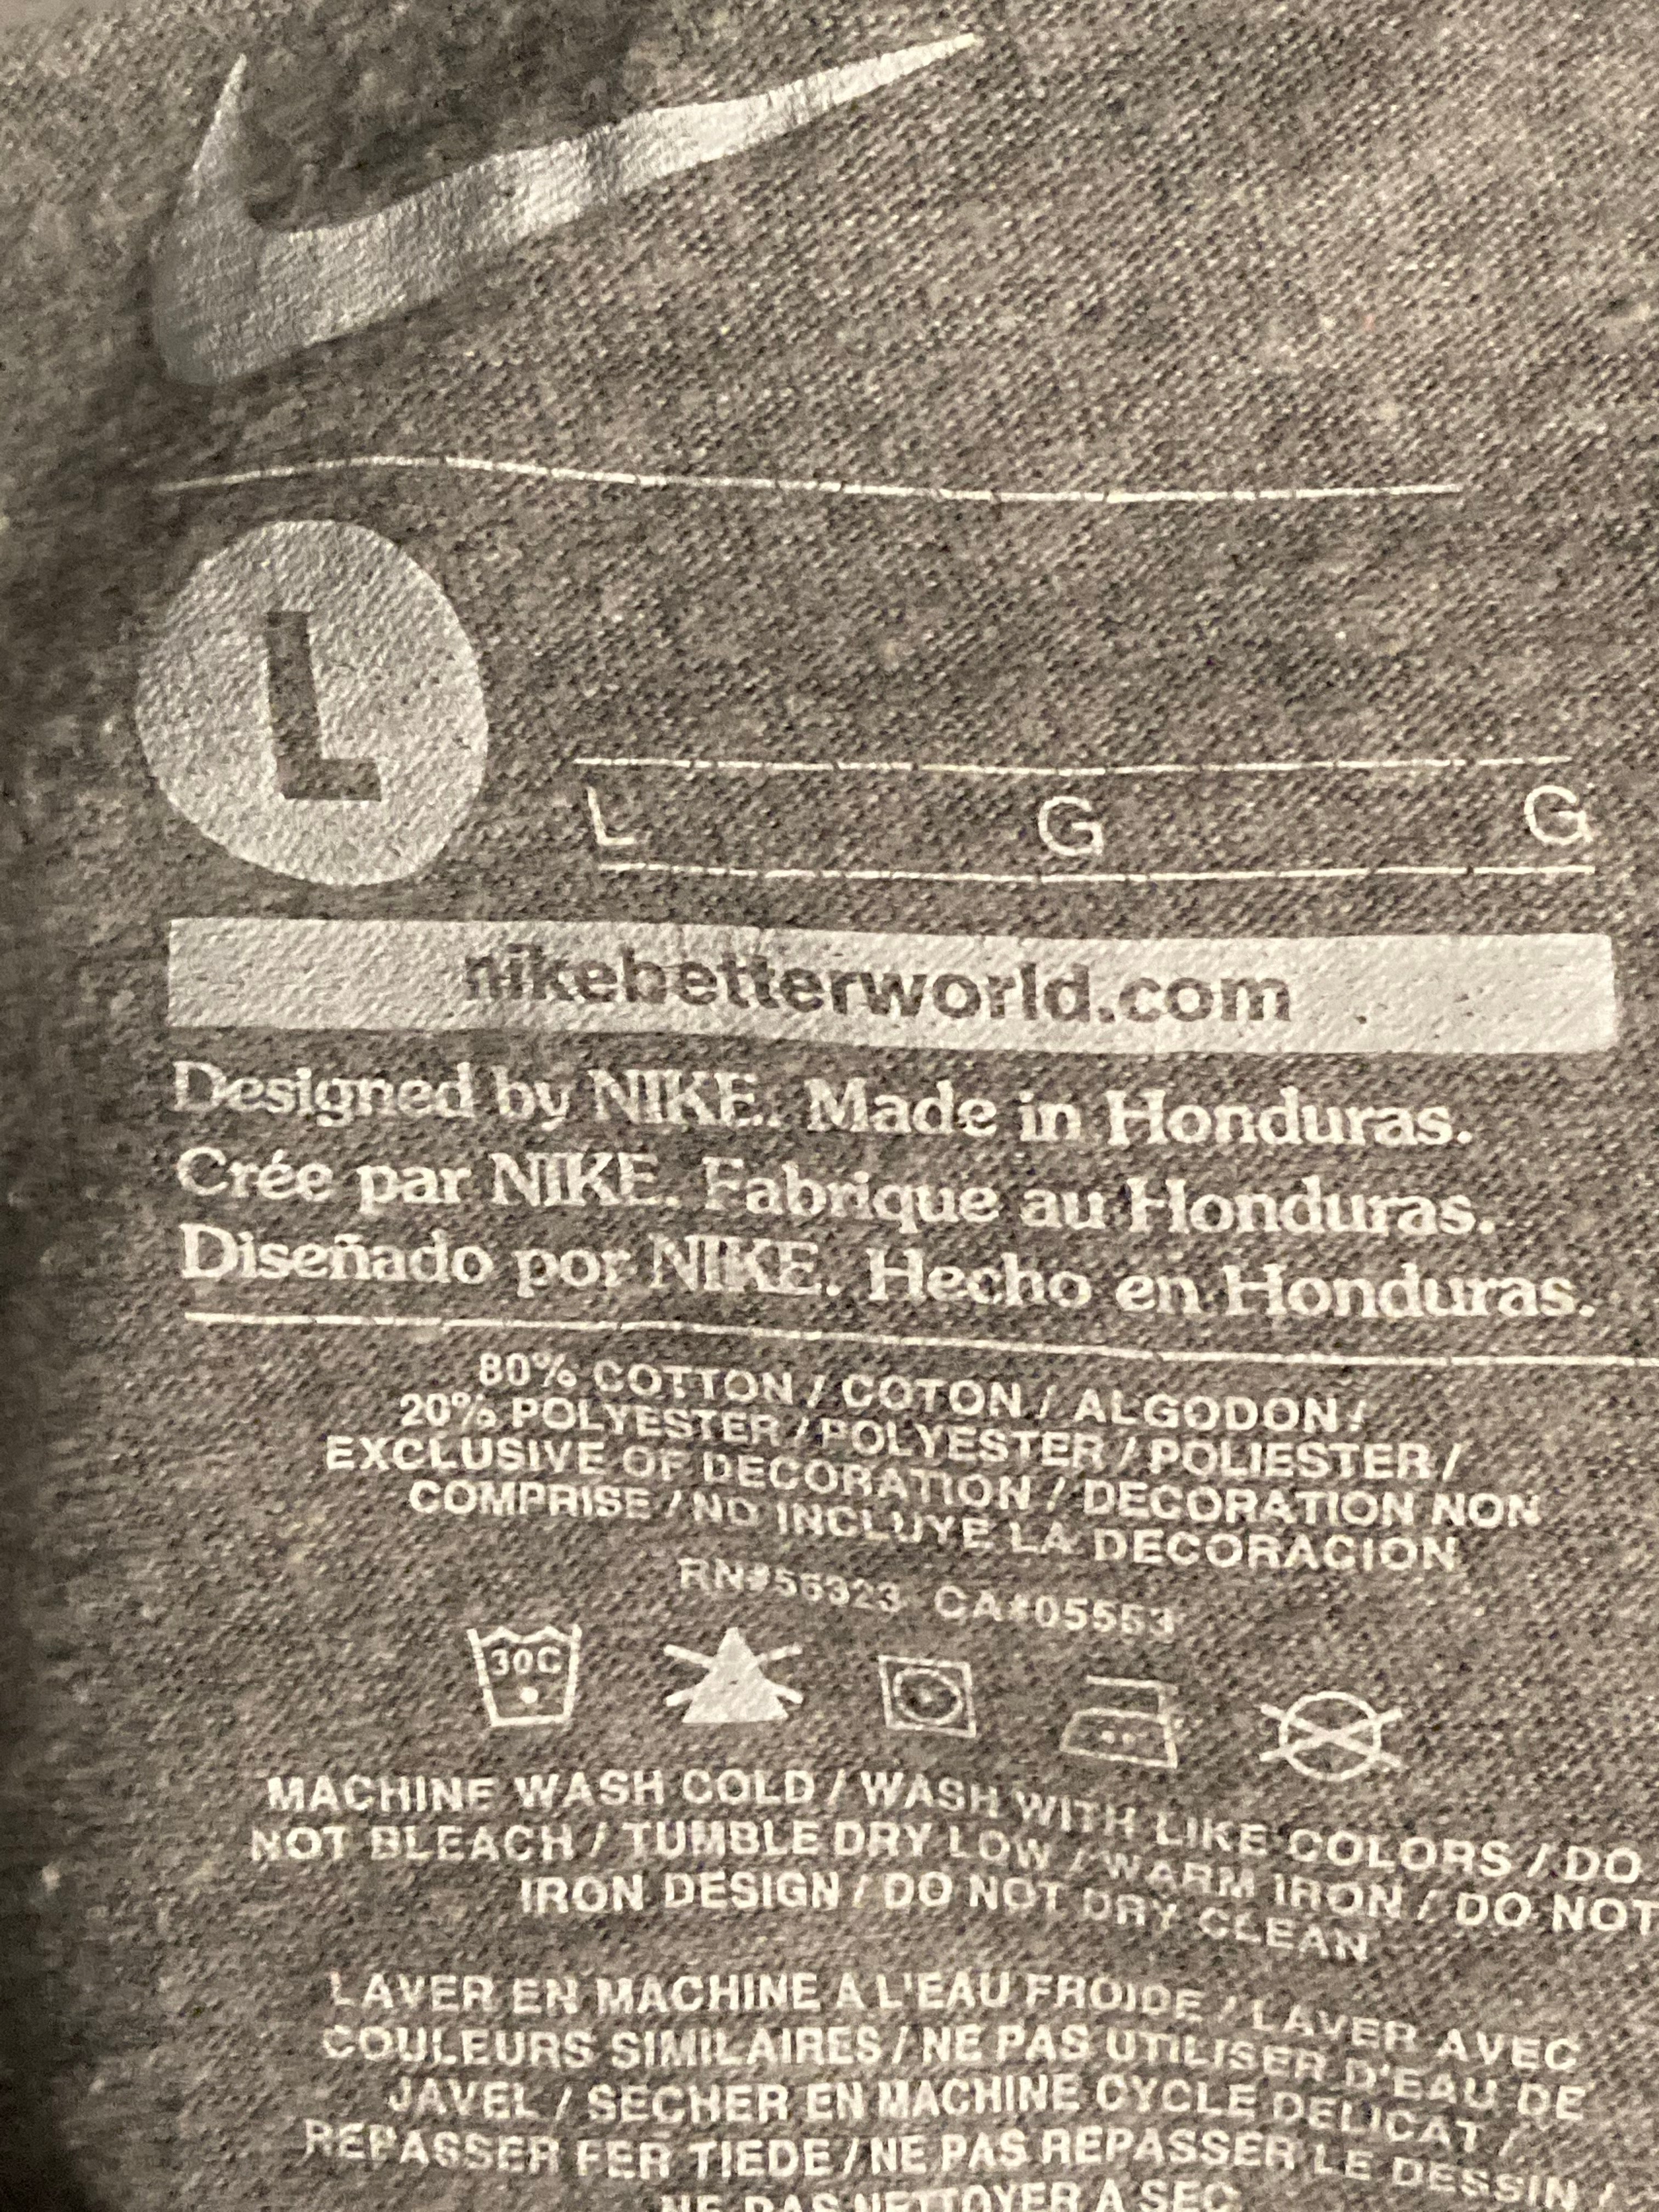 L
L G G
nikebetterworld.com
Designed by NIKE. Made in Honduras.
Crée par NIKE. Fabrique au Honduras.
Diseñado por NIKE. Hecho en Honduras.
80% COTTON / COTON / ALGODON /
20% POLYESTER / POLYESTER / POLIESTER /
EXCLUSIVE OF DECORATION / DECORATION NON
COMPRISE / NO INCLUYE LA DECORACION
RN#56323 CA#05553
30C
MACHINE WASH COLD / WASH WITH LIKE COLORS / DO
NOT BLEACH / TUMBLE DRY LOW / WARM IRON / DO NOT
IRON DESIGN / DO NOT DRY CLEAN
LAVER EN MACHINE A L'EAU FROIDE / LAVER AVEC
COULEURS SIMILAIRES / NE PAS UTILISER D'EAU DE
JAVEL / SECHER EN MACHINE CYCLE DELICAT /
REPASSER FER TIEDE / NE PAS REPASSER LE DESSIN /
NE PAS NETTOYER A SEC